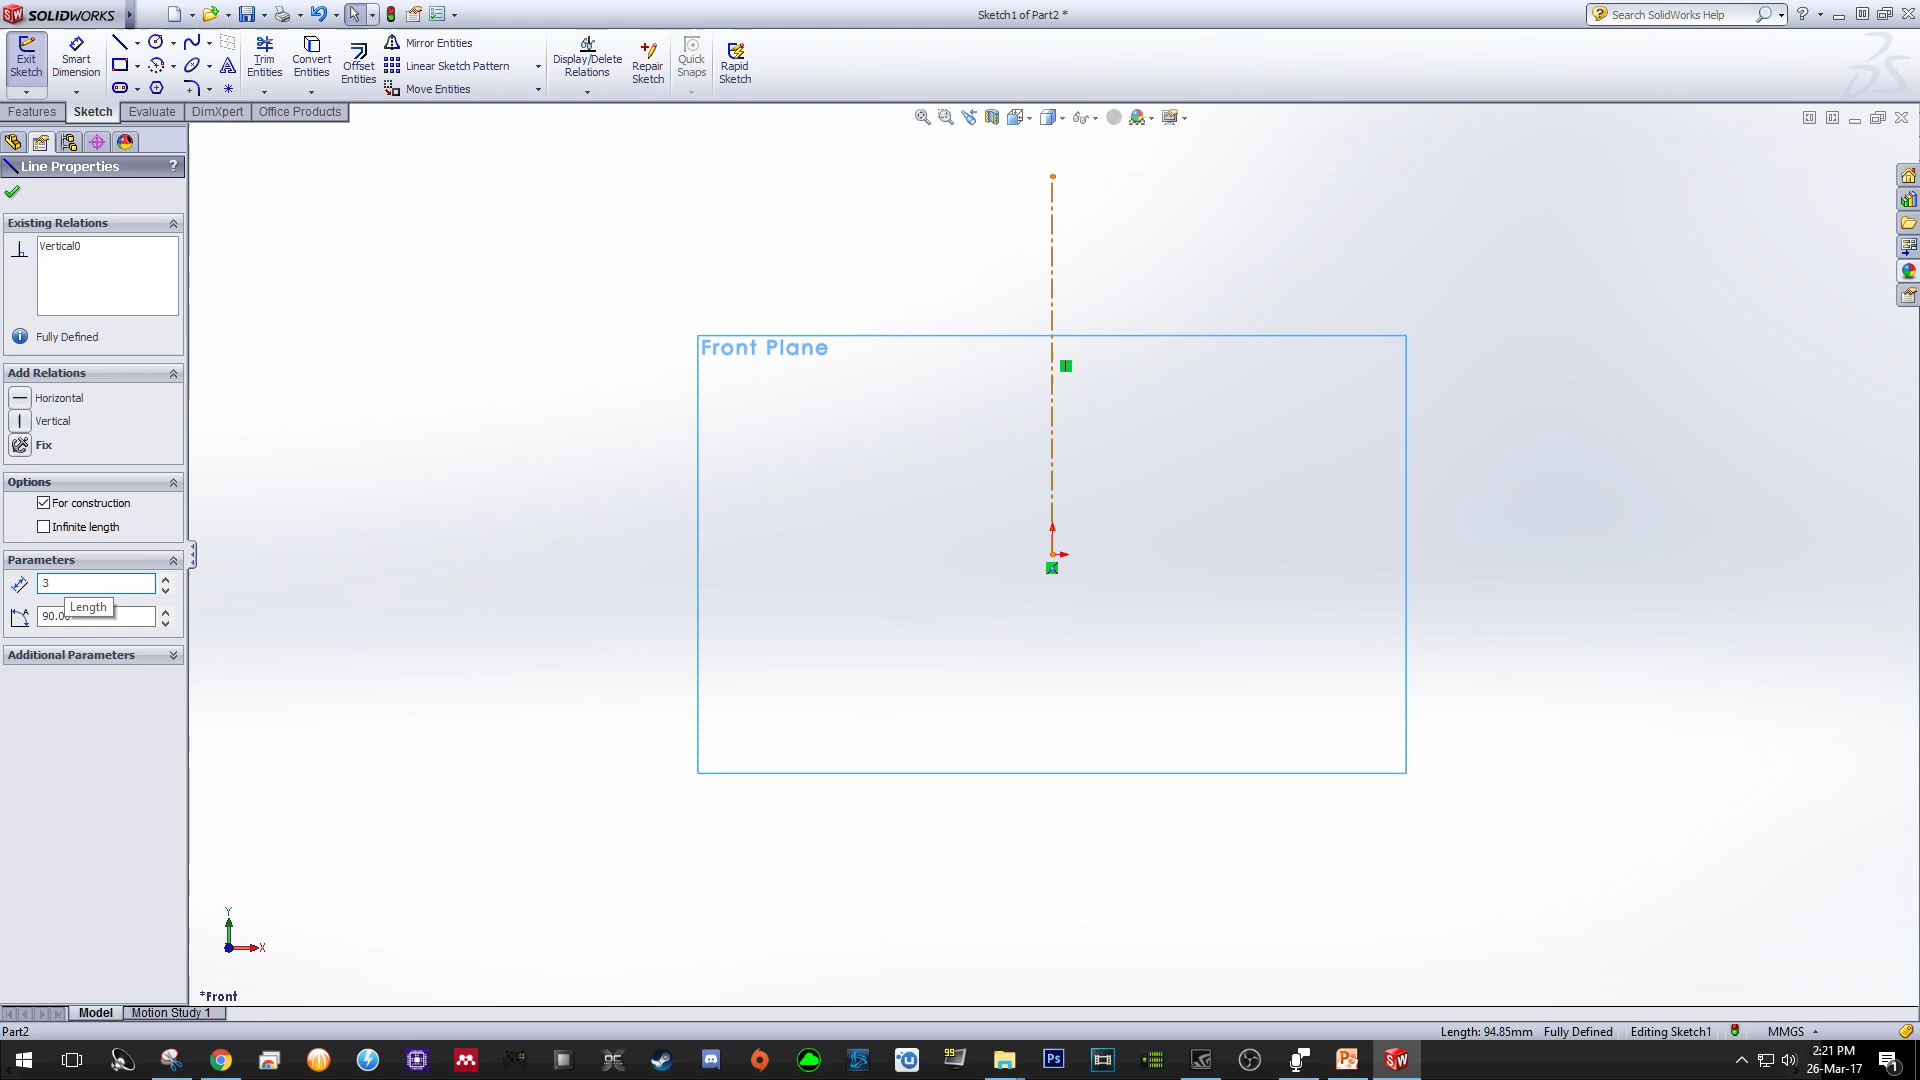 SOLIDWORKS
Sketch1 of Part2 *
Search SolidWorks Help
Exit Sketch
Smart Dimension
Trim Entities
Convert Entities
Offset Entities
Mirror Entities
Linear Sketch Pattern
Move Entities
Display/Delete Relations
Repair Sketch
Quick Snaps
Rapid Sketch
Features
Sketch
Evaluate
DimXpert
Office Products
Line Properties
?
Existing Relations
Vertical0
Fully Defined
Add Relations
Horizontal
Vertical
Fix
Options
For construction
Infinite length
Parameters
3
Length
Additional Parameters
Front Plane
Y
X
*Front
Model
Motion Study 1
Part2
Length: 94.85mm
Fully Defined
Editing Sketch1
MMGS
99
Ps
SW
2:21 PM
26-Mar-17
1